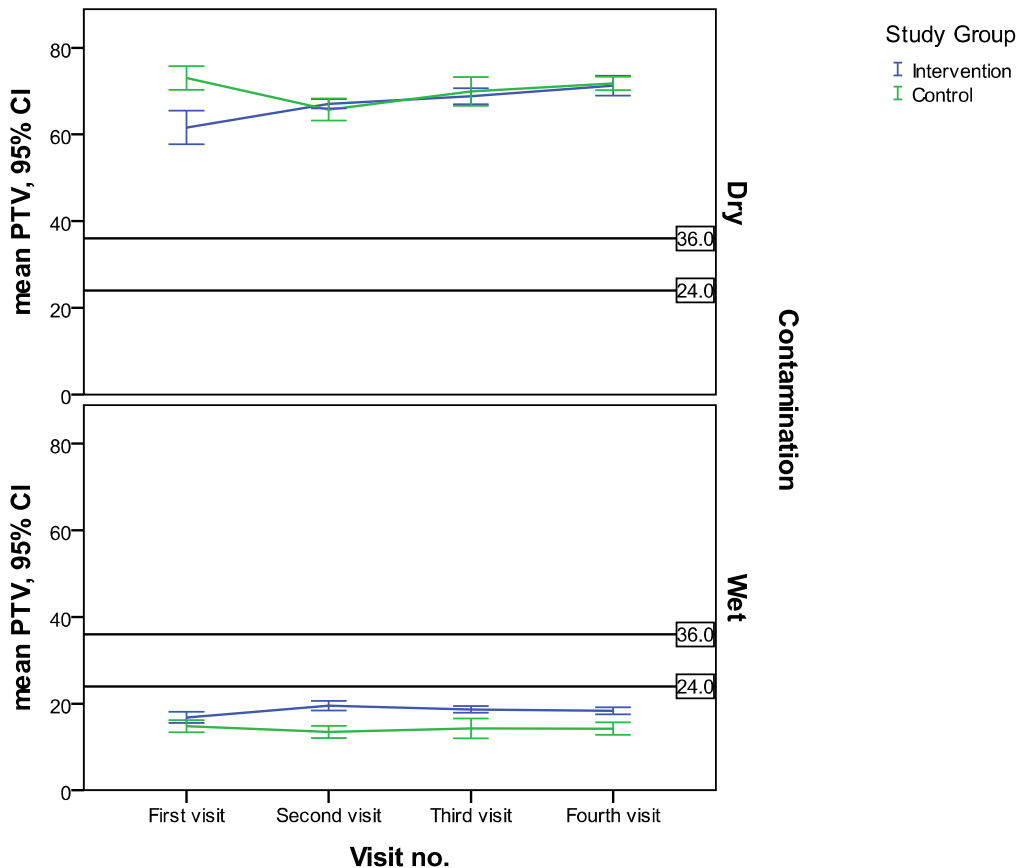 Study Group
Intervention
Control
mean PTV, 95% CI
80
60
40
20
0
36.0
24.0
Dry
Contamination
mean PTV, 95% CI
80
60
40
20
0
36.0
24.0
Wet
First visit
Second visit
Third visit
Fourth visit
Visit no.